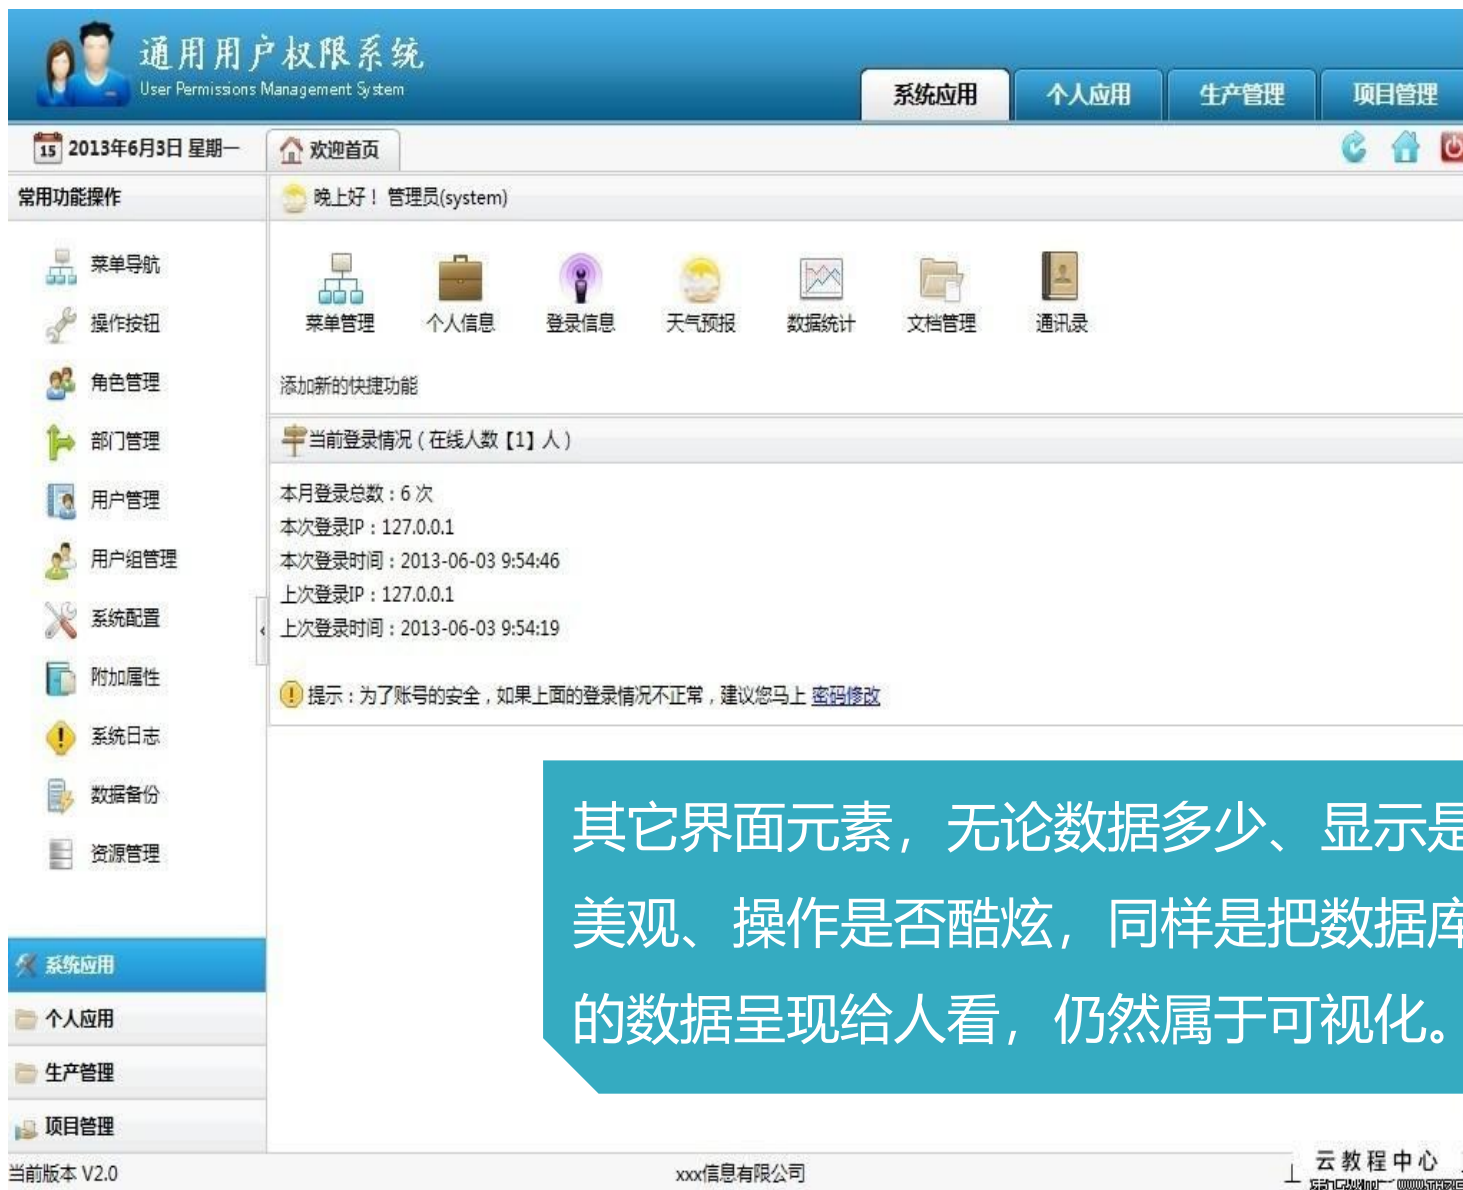 通用用户权限系统
User Permissions Management System
系统应用 个人应用 生产管理 项目管理
15 2013年6月3日 星期一 欢迎首页
常用功能操作
晚上好！ 管理员(system)
菜单导航
操作按钮
角色管理
部门管理
用户管理
用户组管理
系统配置
附加属性
系统日志
数据备份
资源管理
菜单管理 个人信息 登录信息 天气预报 数据统计 文档管理 通讯录
添加新的快捷功能
当前登录情况 ( 在线人数【1】人 )
本月登录总数：6 次
本次登录IP：127.0.0.1
本次登录时间：2013-06-03 9:54:46
上次登录IP：127.0.0.1
上次登录时间：2013-06-03 9:54:19
提示：为了账号的安全，如果上面的登录情况不正常，建议您马上 密码修改
其它界面元素，无论数据多少、显示是
美观、操作是否酷炫，同样是把数据库
的数据呈现给人看，仍然属于可视化。
系统应用
个人应用
生产管理
项目管理
当前版本 V2.0
xxx信息有限公司
云教程中心